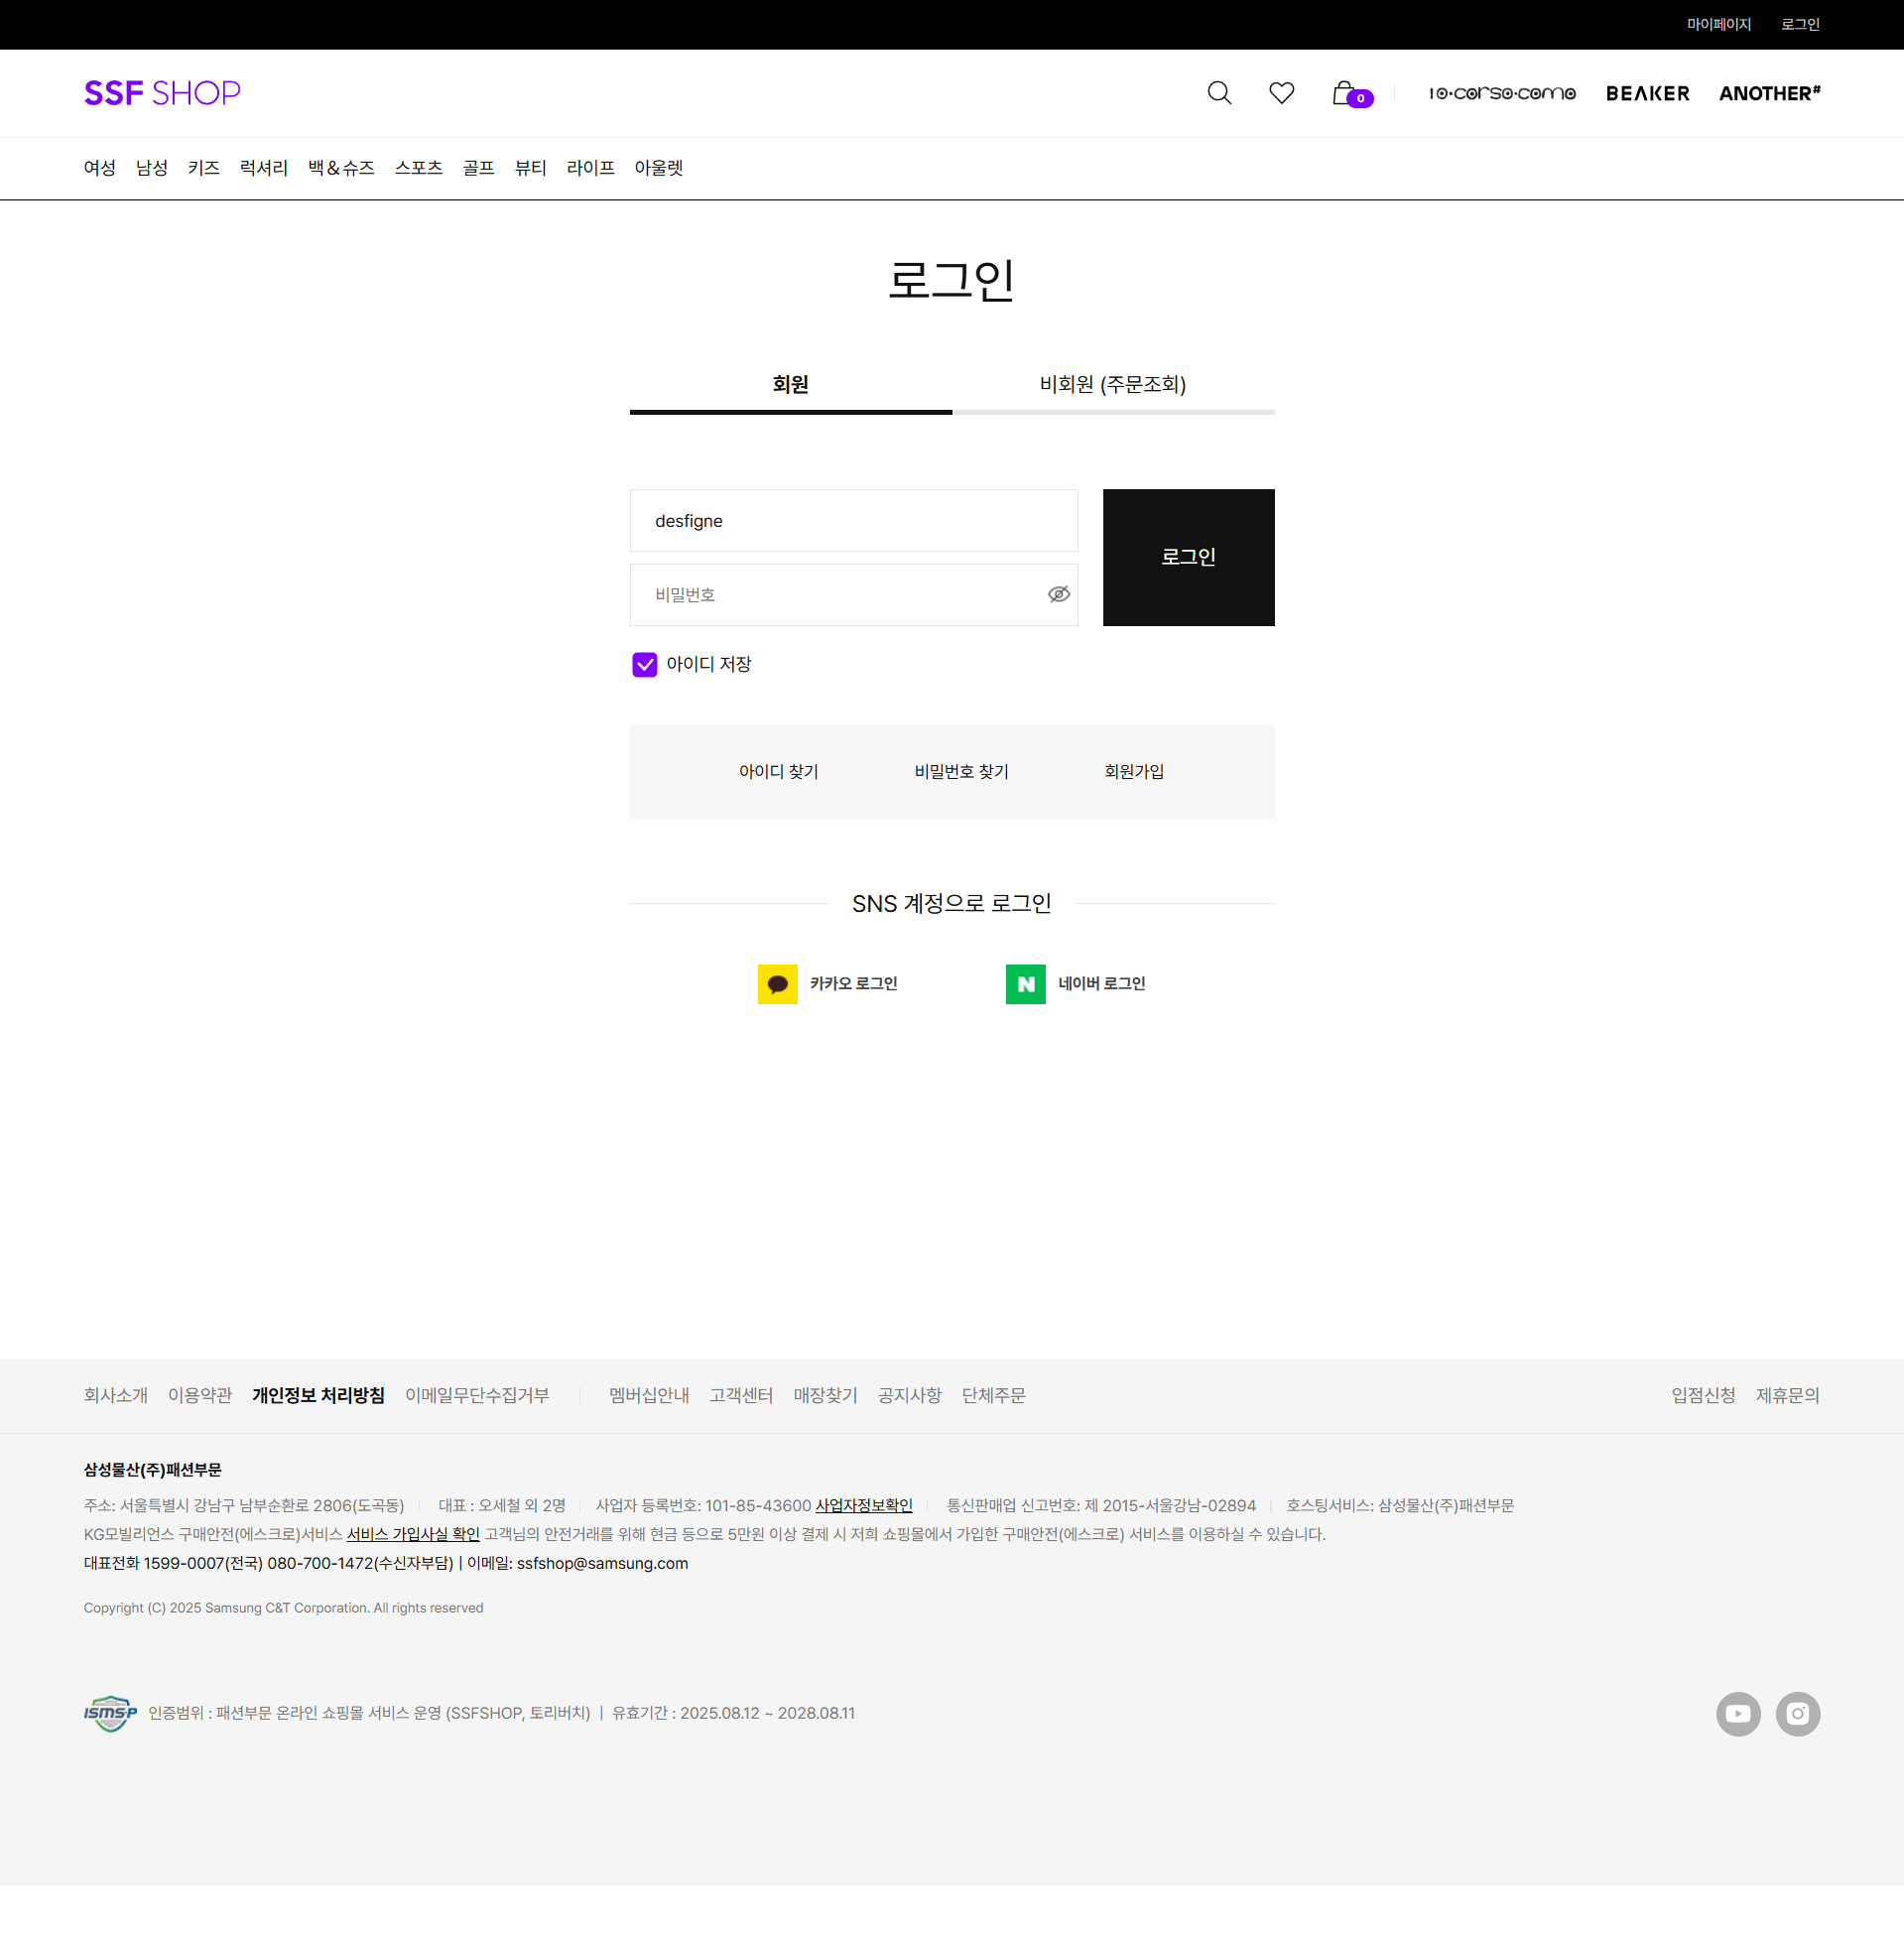 마이페이지 로그인
SSF SHOP
0 10·corso·como BEAKER ANOTHER#
여성 남성 키즈 럭셔리 백&슈즈 스포츠 골프 뷰티 라이프 아울렛
로그인
회원 비회원 (주문조회)
desfigne
비밀번호
로그인
아이디 저장
아이디 찾기 비밀번호 찾기 회원가입
SNS 계정으로 로그인
카카오 로그인 N 네이버 로그인
회사소개 이용약관 개인정보 처리방침 이메일무단수집거부 멤버십안내 고객센터 매장찾기 공지사항 단체주문 입점신청 제휴문의
삼성물산(주)패션부문
주소: 서울특별시 강남구 남부순환로 2806(도곡동) 대표 : 오세철 외 2명 사업자 등록번호: 101-85-43600 사업자정보확인 통신판매업 신고번호: 제 2015-서울강남-02894 호스팅서비스: 삼성물산(주)패션부문
KG모빌리언스 구매안전(에스크로)서비스 서비스 가입사실 확인 고객님의 안전거래를 위해 현금 등으로 5만원 이상 결제 시 저희 쇼핑몰에서 가입한 구매안전(에스크로) 서비스를 이용하실 수 있습니다.
대표전화 1599-0007(전국) 080-700-1472(수신자부담) | 이메일: ssfshop@samsung.com
Copyright (C) 2025 Samsung C&T Corporation. All rights reserved
ISMS-P 인증범위 : 패션부문 온라인 쇼핑몰 서비스 운영 (SSFSHOP, 토리버치) | 유효기간 : 2025.08.12 ~ 2028.08.11